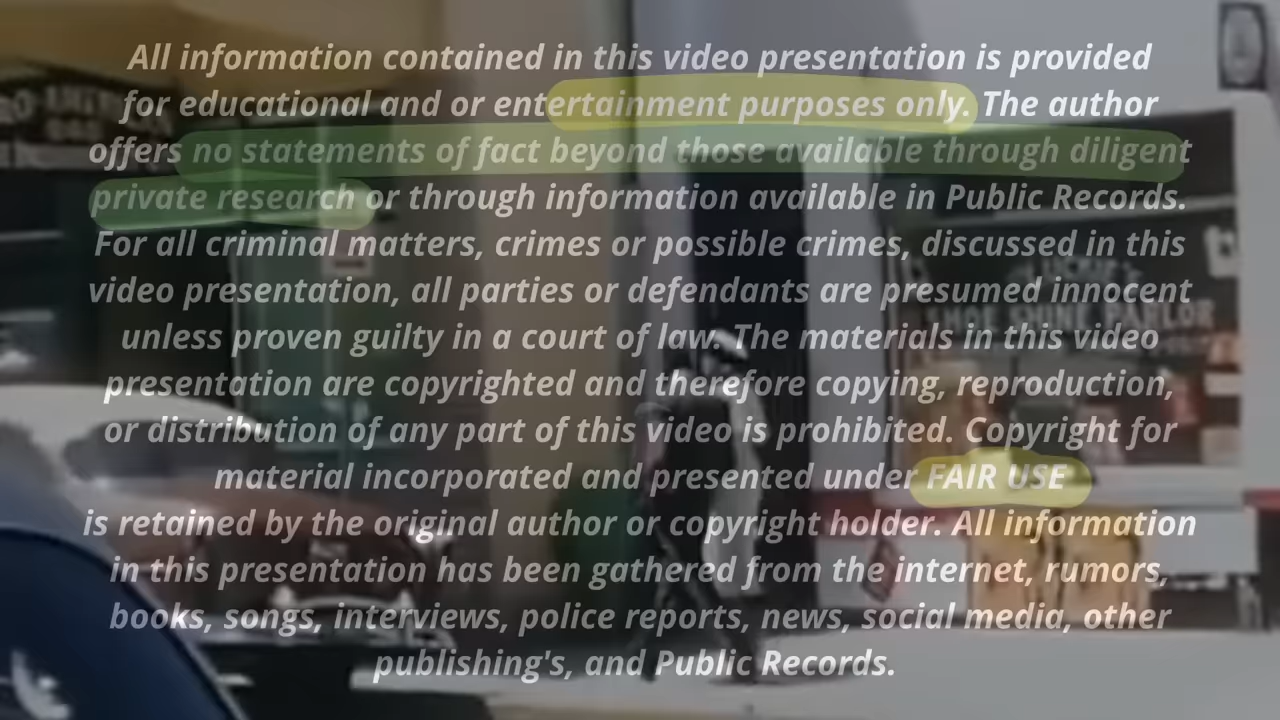 All information contained in this video presentation is provided
for educational and or entertainment purposes only. The author
offers no statements of fact beyond those available through diligent
private research or through information available in Public Records.
For all criminal matters, crimes or possible crimes, discussed in this
video presentation, all parties or defendants are presumed innocent
unless proven guilty in a court of law. The materials in this video
presentation are copyrighted and therefore copying, reproduction,
or distribution of any part of this video is prohibited. Copyright for
material incorporated and presented under FAIR USE
is retained by the original author or copyright holder. All information
in this presentation has been gathered from the internet, rumors,
books, songs, interviews, police reports, news, social media, other
publishing's, and Public Records.
SHOE SHINE PARLOR